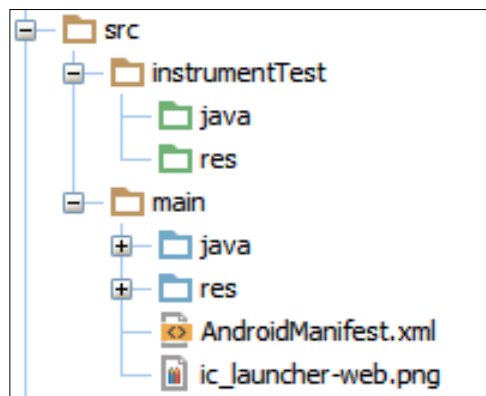 src
instrumentTest
java
res
main
java
res
AndroidManifest.xml
ic_launcher-web.png